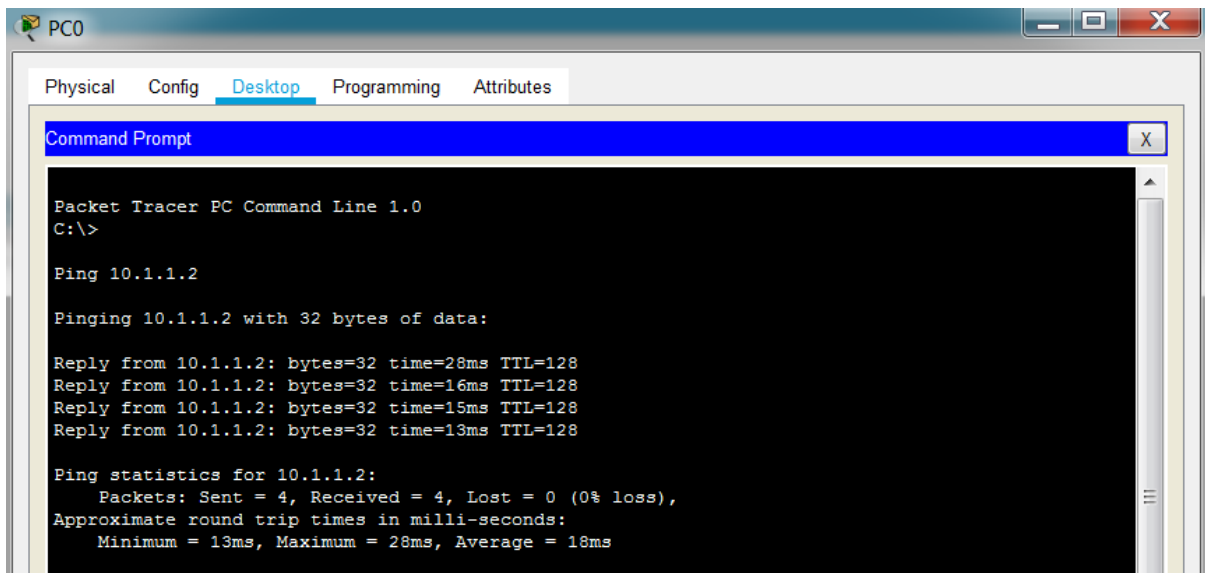 PC0
Physical Config Desktop Programming Attributes
Command Prompt
X
Packet Tracer PC Command Line 1.0
C:\>
Ping 10.1.1.2
Pinging 10.1.1.2 with 32 bytes of data:
Reply from 10.1.1.2: bytes=32 time=28ms TTL=128
Reply from 10.1.1.2: bytes=32 time=16ms TTL=128
Reply from 10.1.1.2: bytes=32 time=15ms TTL=128
Reply from 10.1.1.2: bytes=32 time=13ms TTL=128
Ping statistics for 10.1.1.2:
Packets: Sent = 4, Received = 4, Lost = 0 (0% loss),
Approximate round trip times in milli-seconds:
Minimum = 13ms, Maximum = 28ms, Average = 18ms